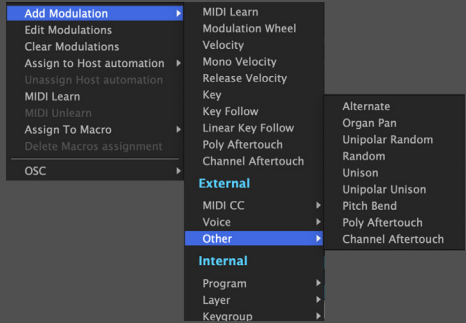 Add Modulation
Edit Modulations
Clear Modulations
Assign to Host automation
Unassign Host automation
MIDI Learn
MIDI Unlearn
Assign To Macro
Delete Macros assignment
OSC
MIDI Learn
Modulation Wheel
Velocity
Mono Velocity
Release Velocity
Key
Key Follow
Linear Key Follow
Poly Aftertouch
Channel Aftertouch
External
MIDI CC
Voice
Other
Internal
Program
Layer
Keygroup
Alternate
Organ Pan
Unipolar Random
Random
Unison
Unipolar Unison
Pitch Bend
Poly Aftertouch
Channel Aftertouch